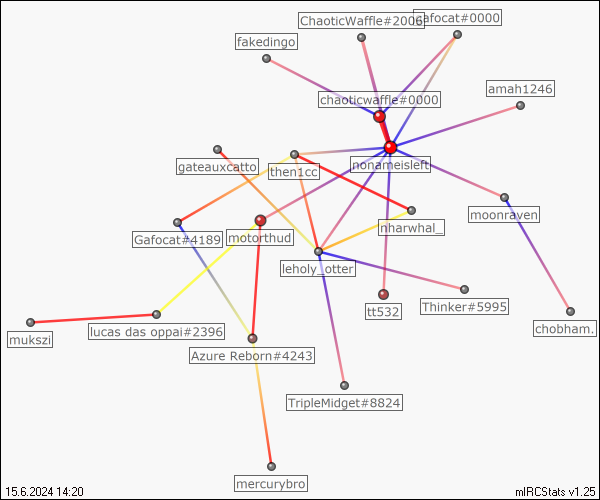 ChaoticWaffle#2006
Gafocat#0000
fakedingo
chaoticwaffle#0000
amah1246
gateauxcatto
then1cc
nonameisleft
moonraven
nharwhal_
Gafocat#4189
motorthud
leholy_otter
tt532
Thinker#5995
chobham.
lucas das oppai#2396
mukszi
Azure Reborn#4243
TripleMidget#8824
mercurybro
15.6.2024 14:20
mIRCStats v1.25